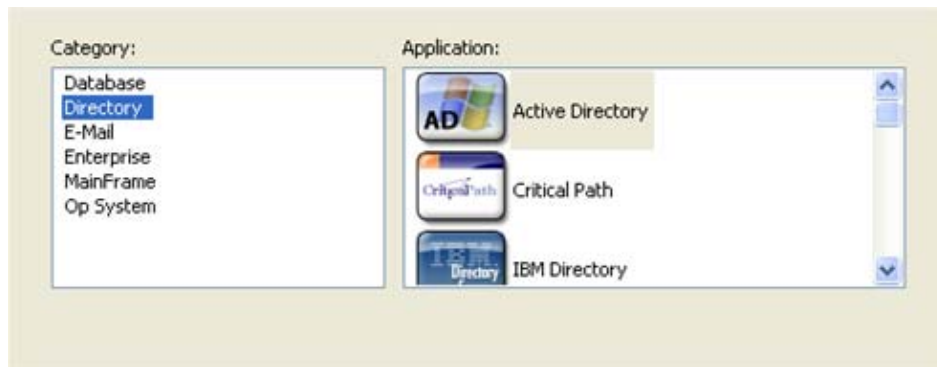 Category:
Database
Directory
E-Mail
Enterprise
MainFrame
Op System
Application:
AD
Active Directory
CriticalPath
Critical Path
IBM
Directory
IBM Directory